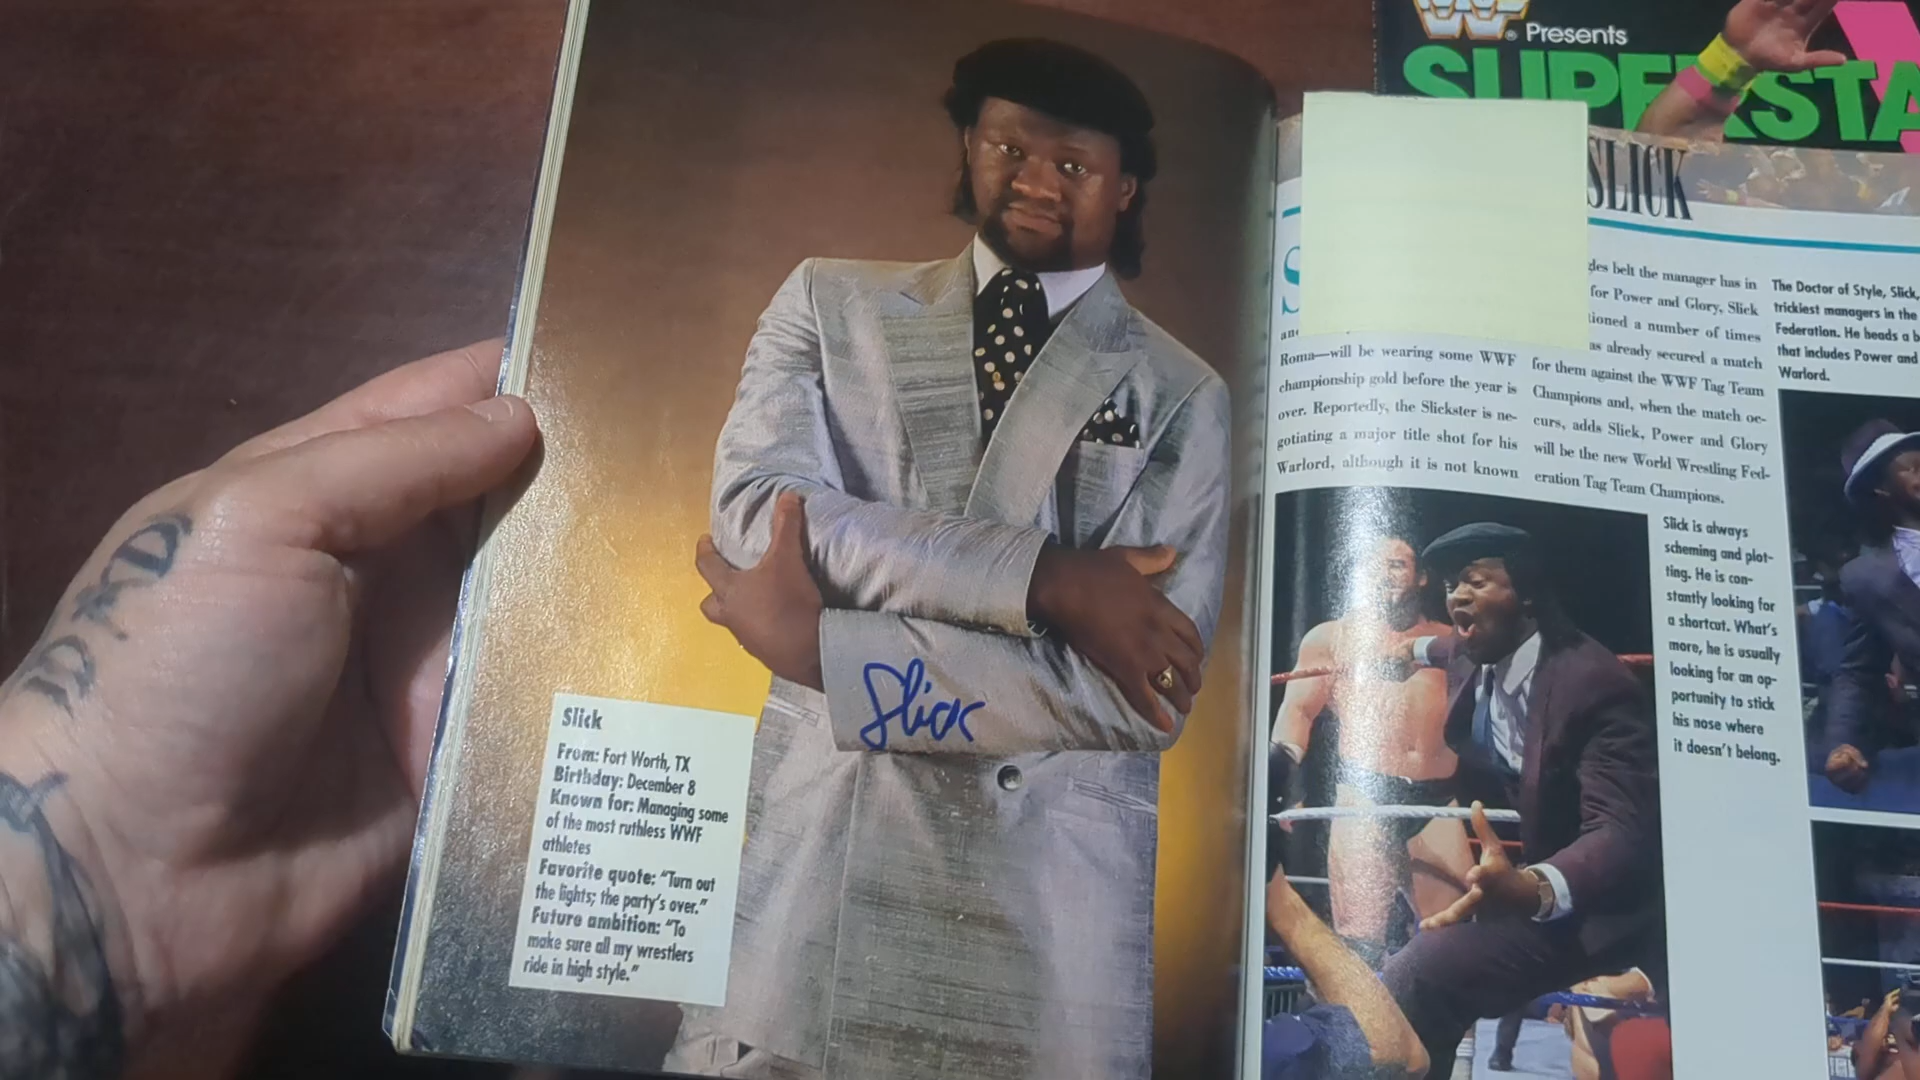 Slick
From: Fort Worth, TX
Birthday: December 8
Known for: Managing some
of the most ruthless WWF
athletes
Favorite quote: "Turn out
the lights; the party's over."
Future ambition: "To
make sure all my wrestlers
ride in high style."
Slick
® Presents
SUPERSTA
SLICK
S
Roma—will be wearing some WWF
championship gold before the year is
over. Reportedly, the Slickster is ne-
gotiating a major title shot for his
Warlord, although it is not known
belt the manager has in
for Power and Glory, Slick
a number of times
already secured a match
for them against the WWF Tag Team
Champions and, when the match oc-
curs, adds Slick, Power and Glory
will be the new World Wrestling Fed-
eration Tag Team Champions.
The Doctor of Style, Slick,
trickiest managers in the
Federation. He heads a
that includes Power and
Warlord.
Slick is always
scheming and plot-
ting. He is con-
stantly looking for
a shortcut. What's
more, he is usually
looking for an op-
portunity to stick
his nose where
it doesn't belong.